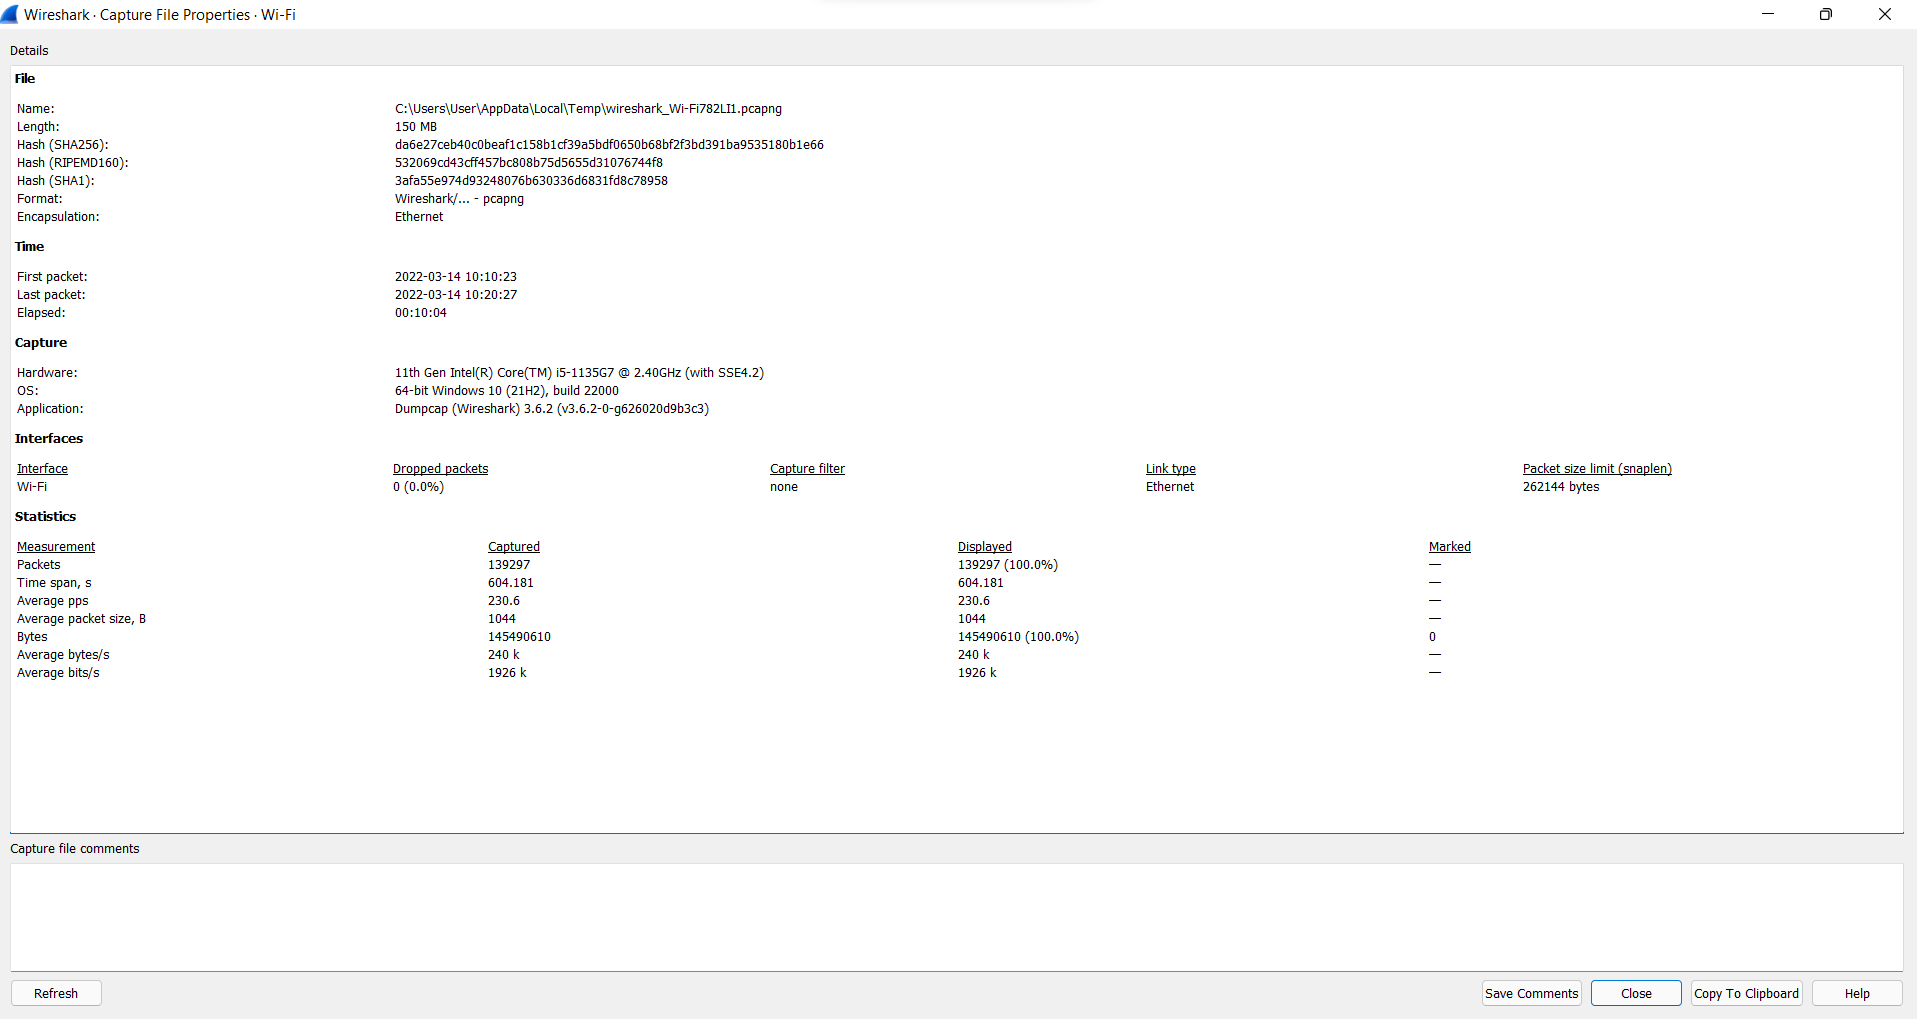 Wireshark · Capture File Properties · Wi-Fi
Details
File
Name: C:\Users\User\AppData\Local\Temp\wireshark_Wi-Fi782LI1.pcapng
Length: 150 MB
Hash (SHA256): da6e27ceb40c0beaf1c158b1cf39a5bdf0650b68bf2f3bd391ba9535180b1e66
Hash (RIPEMD160): 532069cd43cff457bc808b75d5655d31076744f8
Hash (SHA1): 3afa55e974d93248076b630336d6831fd8c78958
Format: Wireshark/... - pcapng
Encapsulation: Ethernet
Time
First packet: 2022-03-14 10:10:23
Last packet: 2022-03-14 10:20:27
Elapsed: 00:10:04
Capture
Hardware: 11th Gen Intel(R) Core(TM) i5-1135G7 @ 2.40GHz (with SSE4.2)
OS: 64-bit Windows 10 (21H2), build 22000
Application: Dumpcap (Wireshark) 3.6.2 (v3.6.2-0-g626020d9b3c3)
Interfaces
Interface Dropped packets Capture filter Link type Packet size limit (snaplen)
Wi-Fi 0 (0.0%) none Ethernet 262144 bytes
Statistics
Measurement Captured Displayed Marked
Packets 139297 139297 (100.0%) —
Time span, s 604.181 604.181 —
Average pps 230.6 230.6 —
Average packet size, B 1044 1044 —
Bytes 145490610 145490610 (100.0%) 0
Average bytes/s 240 k 240 k —
Average bits/s 1926 k 1926 k —
Capture file comments
Refresh Save Comments Close Copy To Clipboard Help